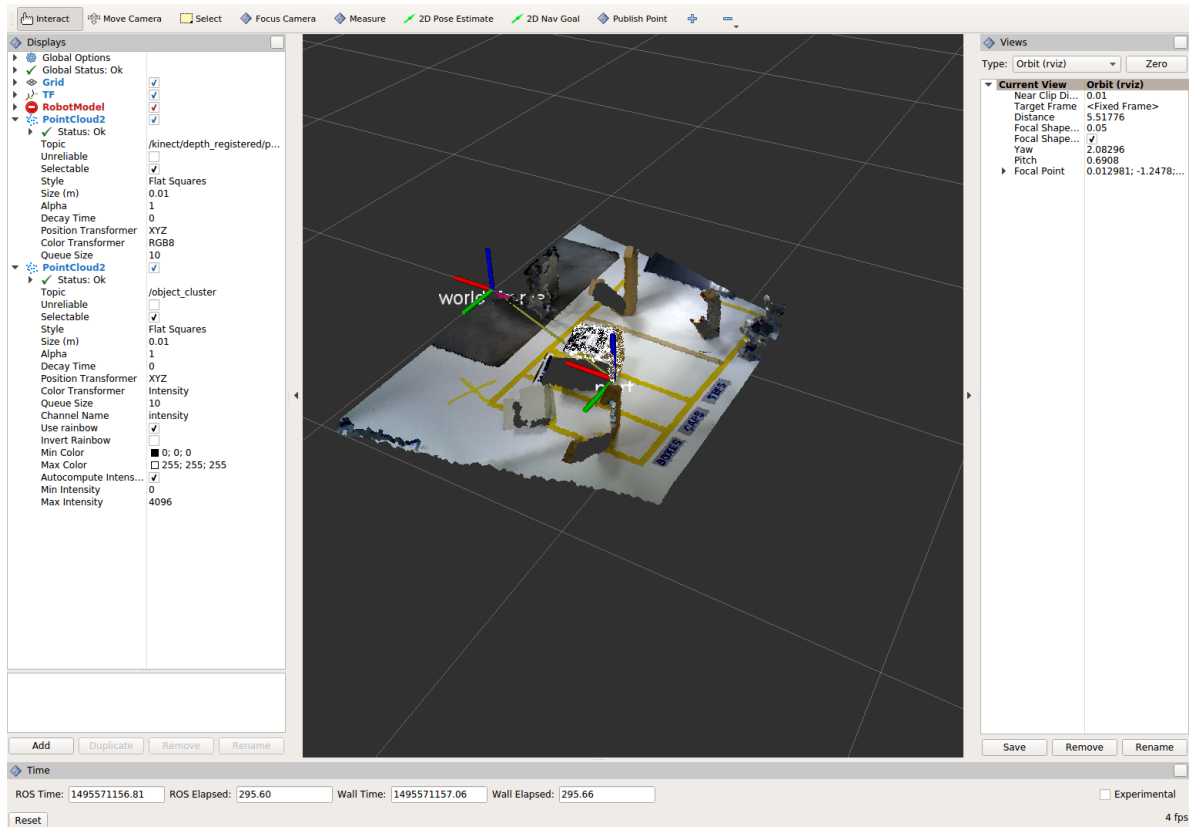 Interact Move Camera Select Focus Camera Measure 2D Pose Estimate 2D Nav Goal Publish Point
Displays
Global Options
Global Status: Ok
Grid
TF
RobotModel
PointCloud2
Status: Ok
Topic /kinect/depth_registered/p...
Unreliable
Selectable
Style Flat Squares
Size (m) 0.01
Alpha 1
Decay Time 0
Position Transformer XYZ
Color Transformer RGB8
Queue Size 10
PointCloud2
Status: Ok
Topic /object_cluster
Unreliable
Selectable
Style Flat Squares
Size (m) 0.01
Alpha 1
Decay Time 0
Position Transformer XYZ
Color Transformer Intensity
Queue Size 10
Channel Name intensity
Use rainbow
Invert Rainbow
Min Color 0; 0; 0
Max Color 255; 255; 255
Autocompute Intens...
Min Intensity 0
Max Intensity 4096
Add Duplicate Remove Rename
BOXES CAPS
Views
Type: Orbit (rviz) Zero
Current View Orbit (rviz)
Near Clip Di... 0.01
Target Frame <Fixed Frame>
Distance 5.51776
Focal Shape... 0.05
Focal Shape...
Yaw 2.08296
Pitch 0.6908
Focal Point 0.012981; -1.2478;...
Save Remove Rename
Time
ROS Time: 1495571156.81 ROS Elapsed: 295.60 Wall Time: 1495571157.06 Wall Elapsed: 295.66 Experimental
Reset 4 fps